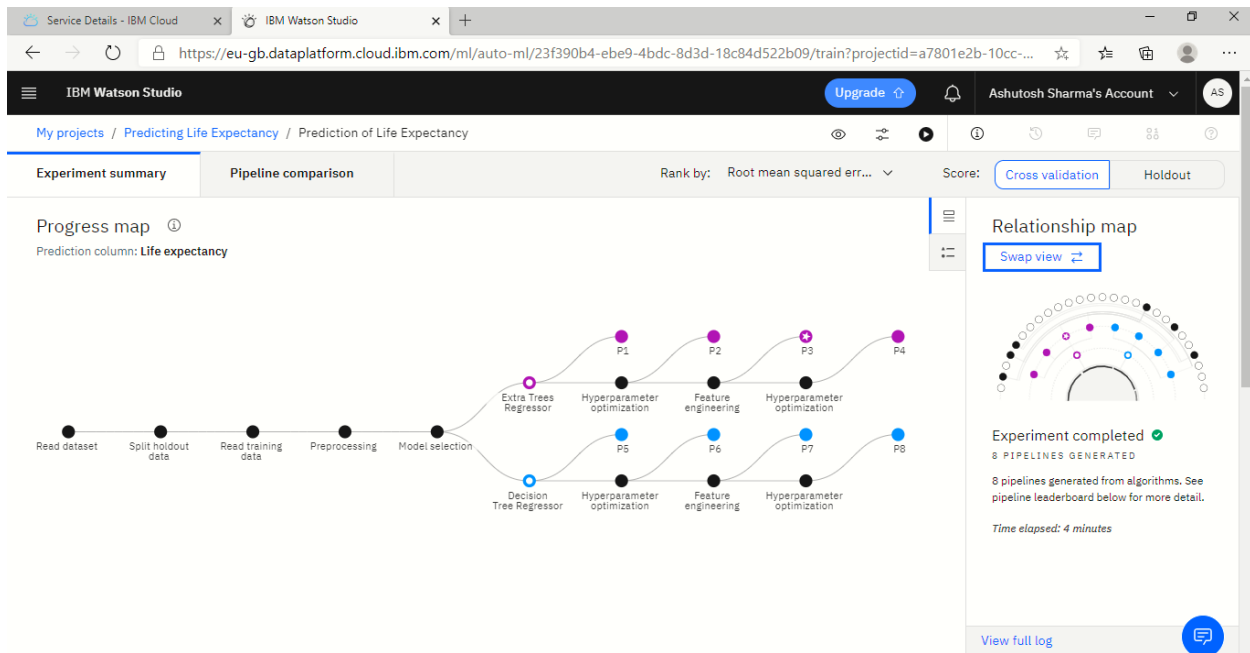 Service Details - IBM Cloud
IBM Watson Studio
https://eu-gb.dataplatform.cloud.ibm.com/ml/auto-ml/23f390b4-ebe9-4bdc-8d3d-18c84d522b09/train?projectid=a7801e2b-10cc-...
IBM Watson Studio
Upgrade
Ashutosh Sharma's Account
AS
My projects / Predicting Life Expectancy / Prediction of Life Expectancy
Experiment summary
Pipeline comparison
Rank by: Root mean squared err...
Score: Cross validation Holdout
Progress map
Prediction column: Life expectancy
Relationship map
Swap view
P1
P2
P3
P4
Extra Trees
Regressor
Hyperparameter
optimization
Feature
engineering
Hyperparameter
optimization
Read dataset
Split holdout
data
Read training
data
Preprocessing
Model selection
P5
P6
P7
P8
Decision
Tree Regressor
Hyperparameter
optimization
Feature
engineering
Hyperparameter
optimization
Experiment completed
8 PIPELINES GENERATED
8 pipelines generated from algorithms. See
pipeline leaderboard below for more detail.
Time elapsed: 4 minutes
View full log